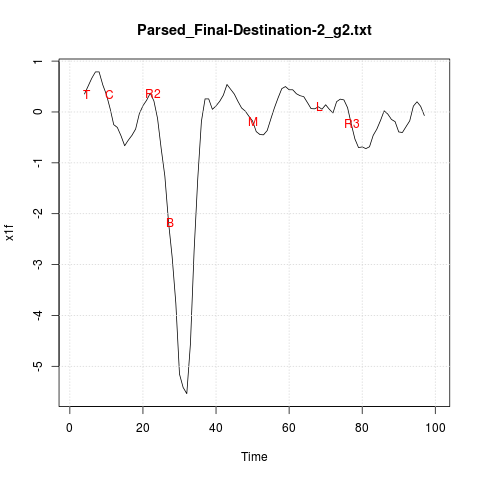 Parsed_Final-Destination-2_g2.txt
1
0
-1
-2
-3
-4
-5
x1f
T
C
R2
B
M
L
R3
0
20
40
60
80
100
Time